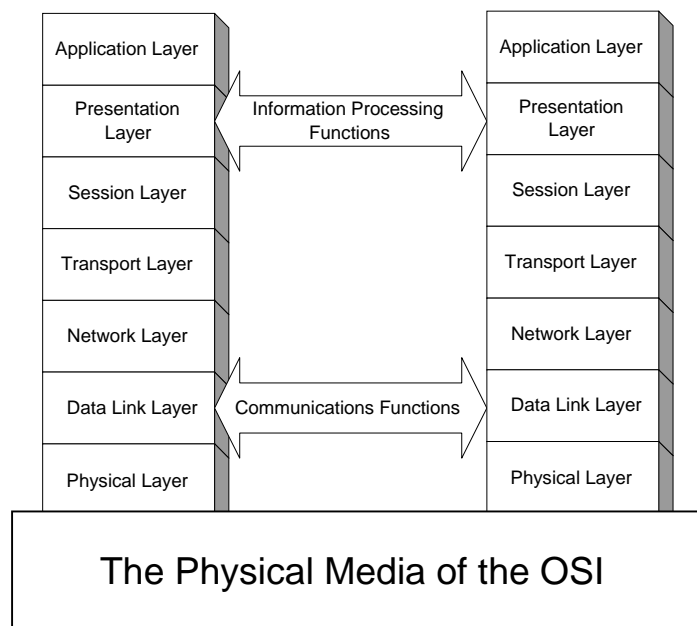 Application Layer
Presentation
Layer
Session Layer
Transport Layer
Network Layer
Data Link Layer
Physical Layer
Information Processing
Functions
Communications Functions
Application Layer
Presentation
Layer
Session Layer
Transport Layer
Network Layer
Data Link Layer
Physical Layer
The Physical Media of the OSI